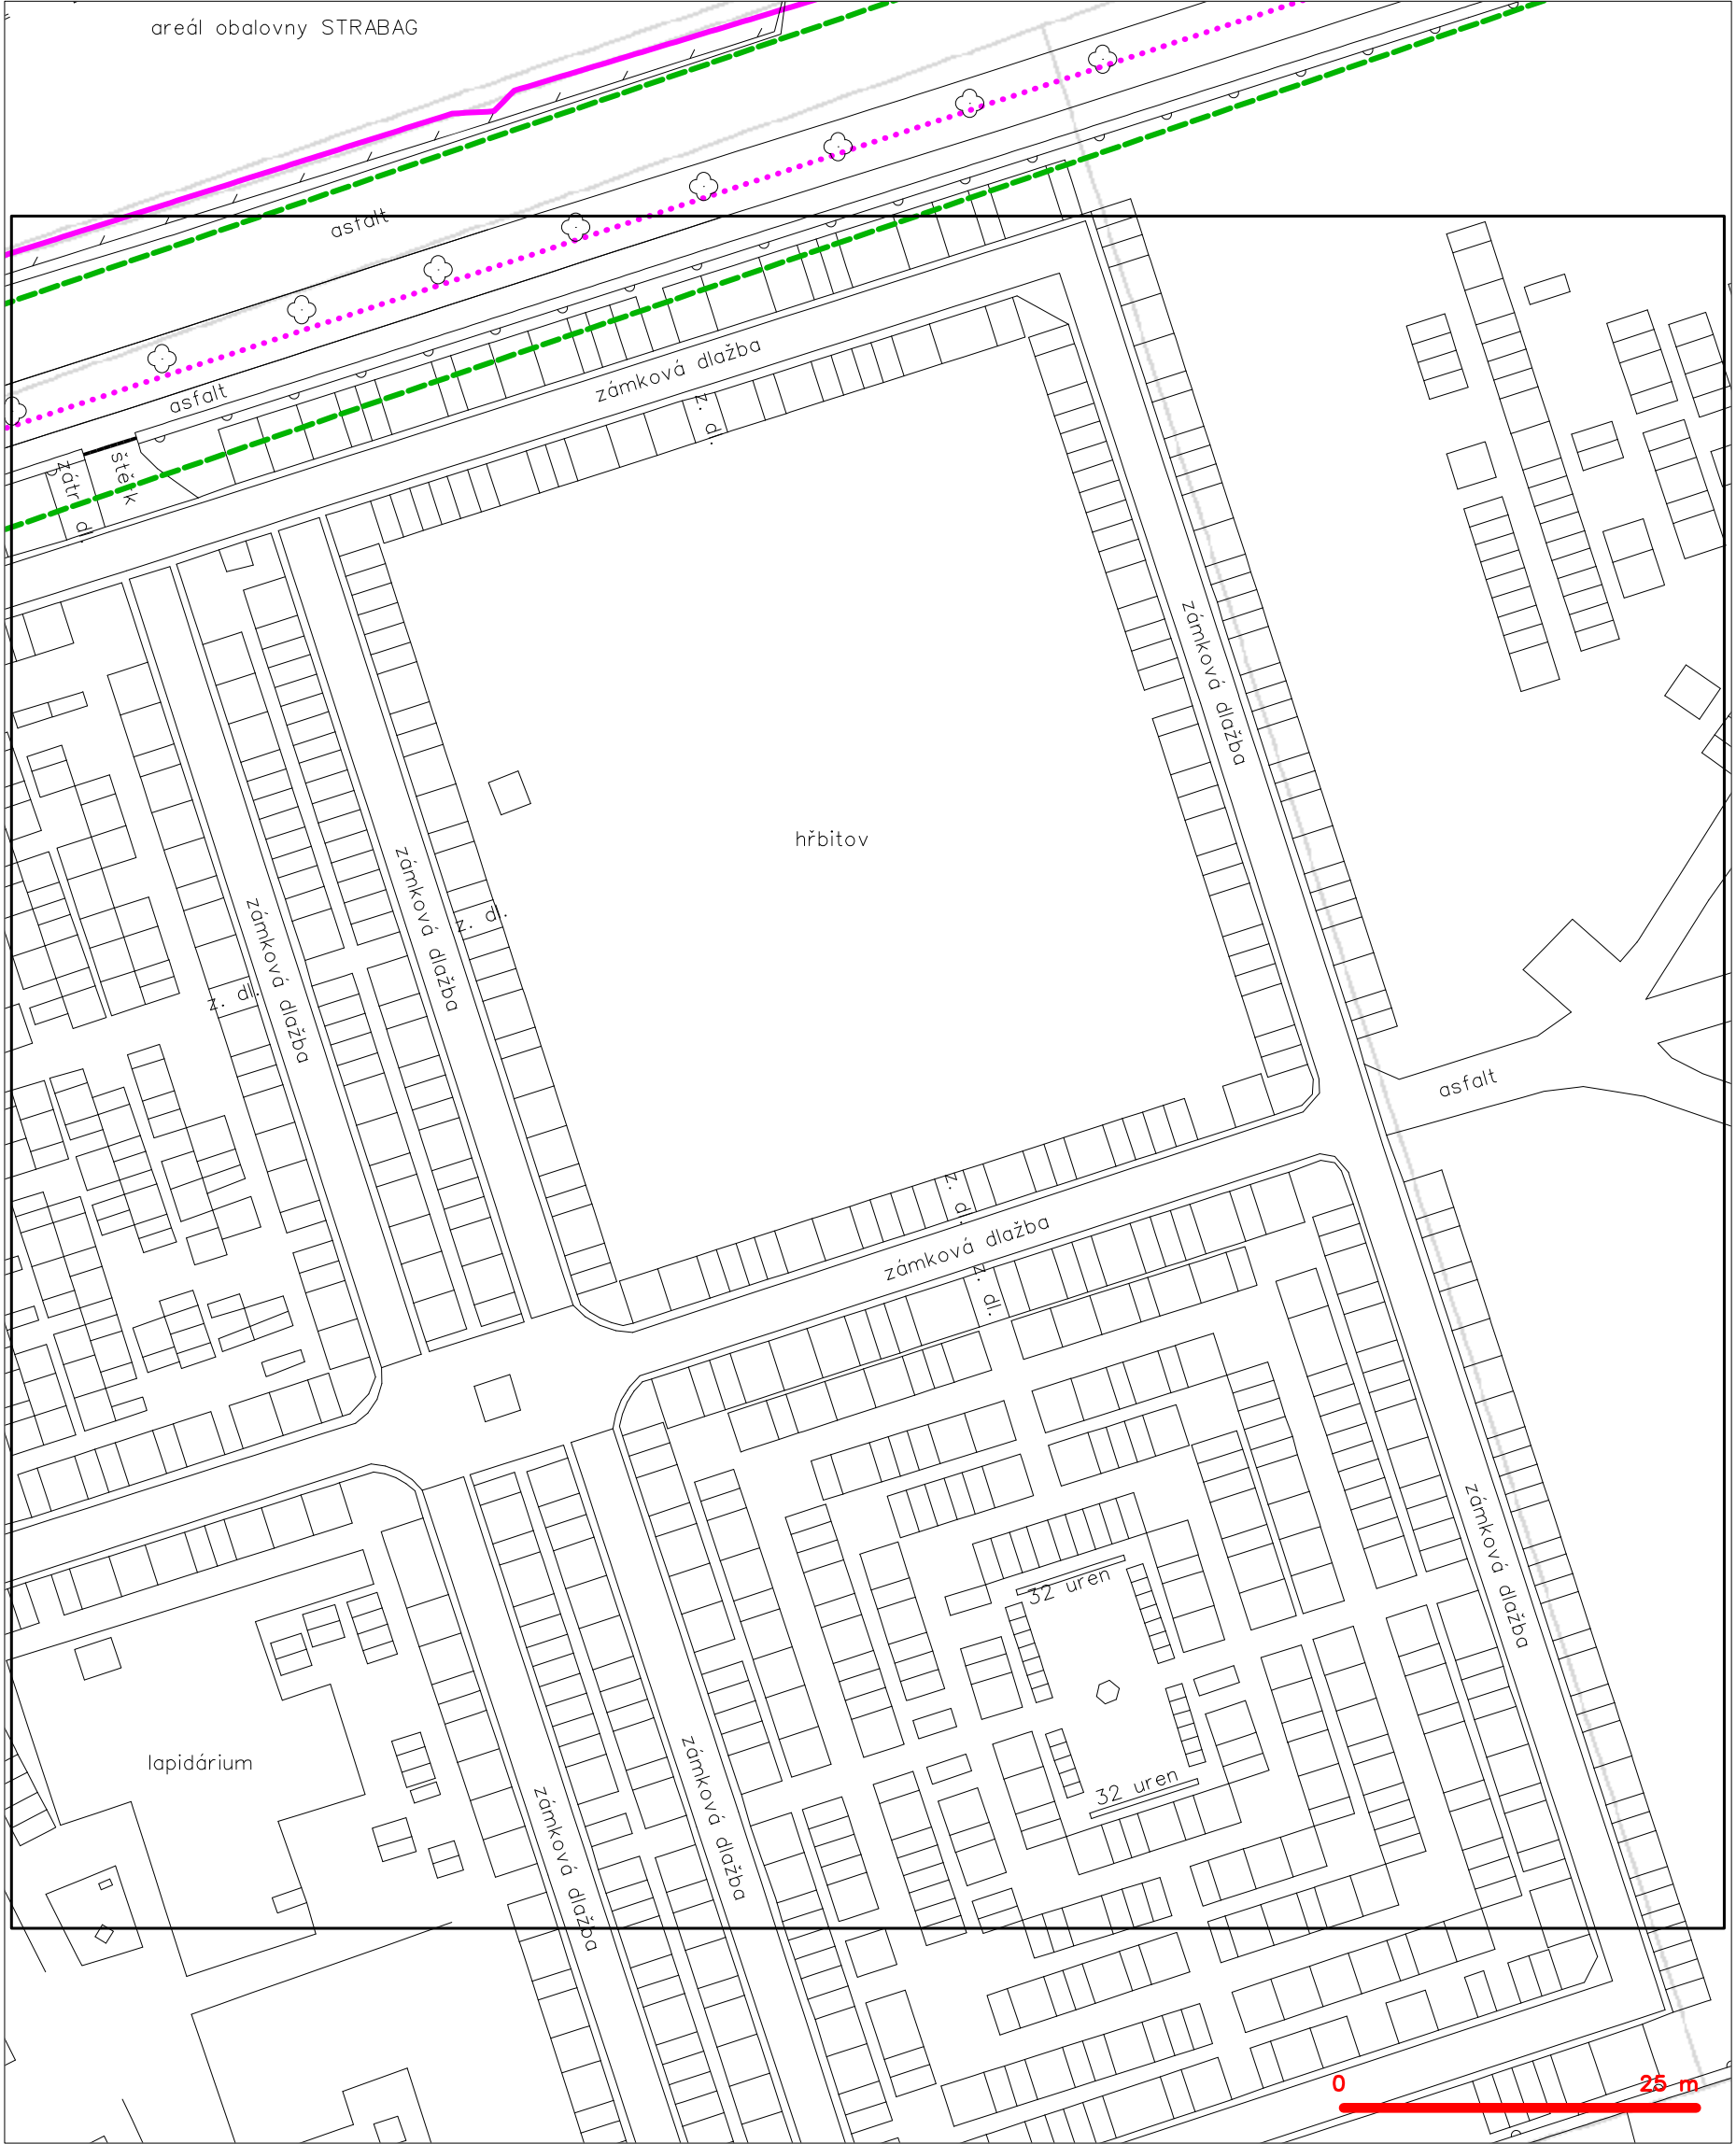 areál obalovny STRABAG
asfalt
zámková dlažba
asfalt
z. dl.
štěrk
zátr. dl.
zámková dlažba
hřbitov
zámková dlažba
zámková dlažba
z. dl.
z. dl.
asfalt
z. dl.
zámková dlažba
z. dl.
zámková dlažba
32 uren
lapidárium
32 uren
zámková dlažba
zámková dlažba
0
25 m